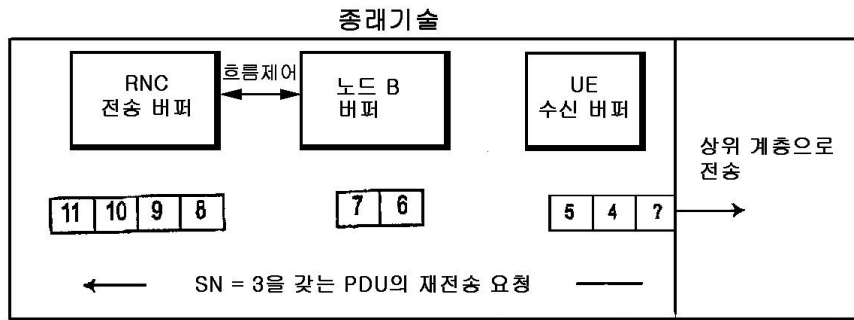 종래기술
RNC
전송 버퍼
흐름제어
노드 B
버퍼
UE
수신 버퍼
상위 계층으로
전송
11 10 9 8
7 6
5 4 ?
SN = 3을 갖는 PDU의 재전송 요청